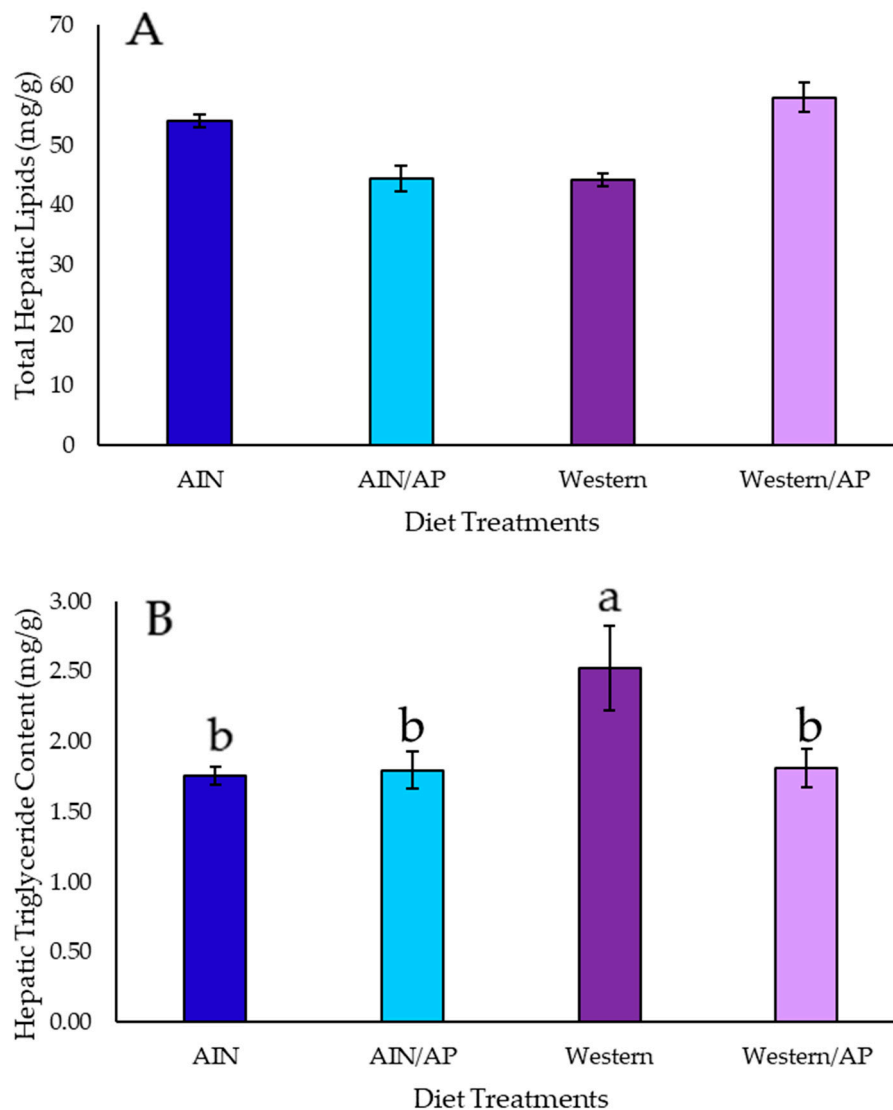 A
Total Hepatic Lipids (mg/g)
70
60
50
40
30
20
10
0
AIN AIN/AP Western Western/AP
Diet Treatments
B
Hepatic Triglyceride Content (mg/g)
3.00
2.50
2.00
1.50
1.00
0.50
0.00
b b a b
AIN AIN/AP Western Western/AP
Diet Treatments